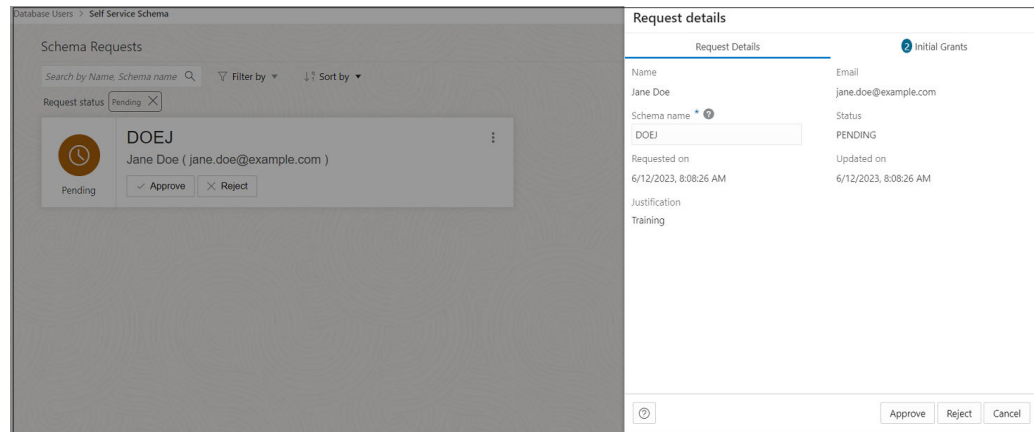 Database Users > Self Service Schema
Schema Requests
Search by Name, Schema name
Filter by
Sort by
Request status
Pending
DOEJ
Jane Doe ( jane.doe@example.com )
Pending
Approve
Reject
Request details
Request Details
2 Initial Grants
Name
Email
Jane Doe
jane.doe@example.com
Schema name *
Status
DOEJ
PENDING
Requested on
Updated on
6/12/2023, 8:08:26 AM
6/12/2023, 8:08:26 AM
Justification
Training
Approve
Reject
Cancel